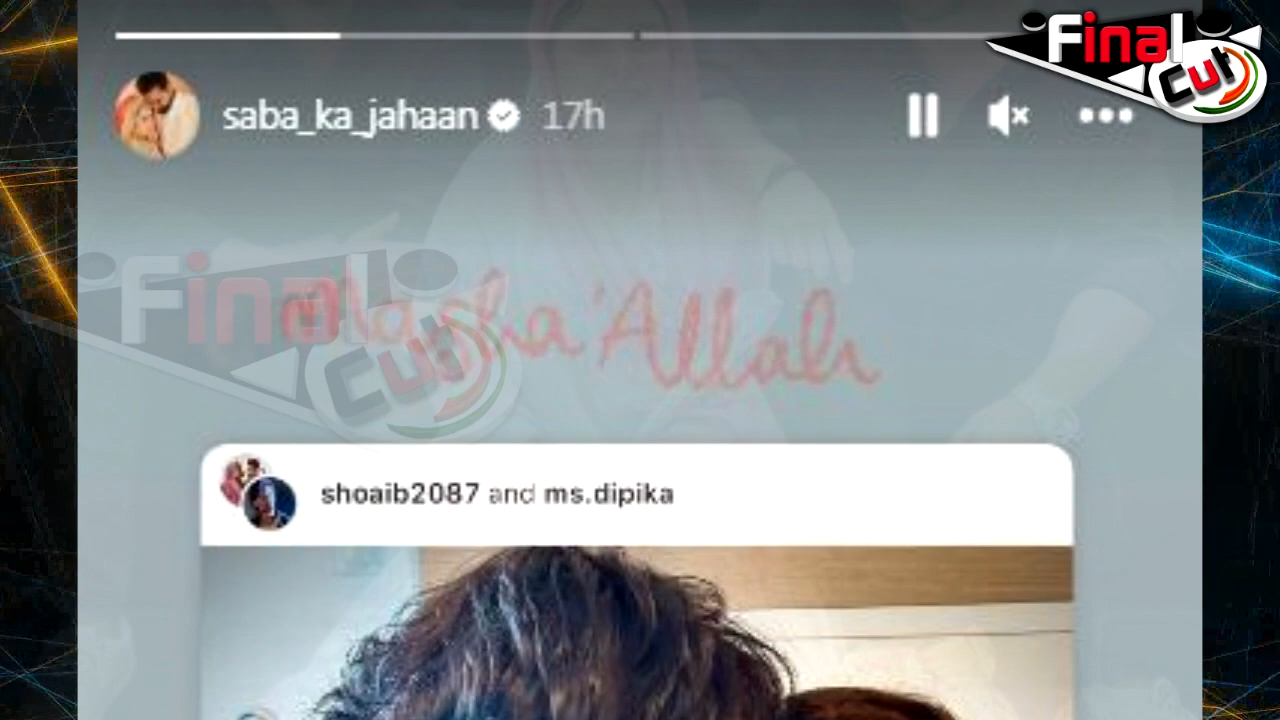 Final
Cut
saba_ka_jahaan 17h
Final
Cut
Masha'Allah
shoaib2087 and ms.dipika